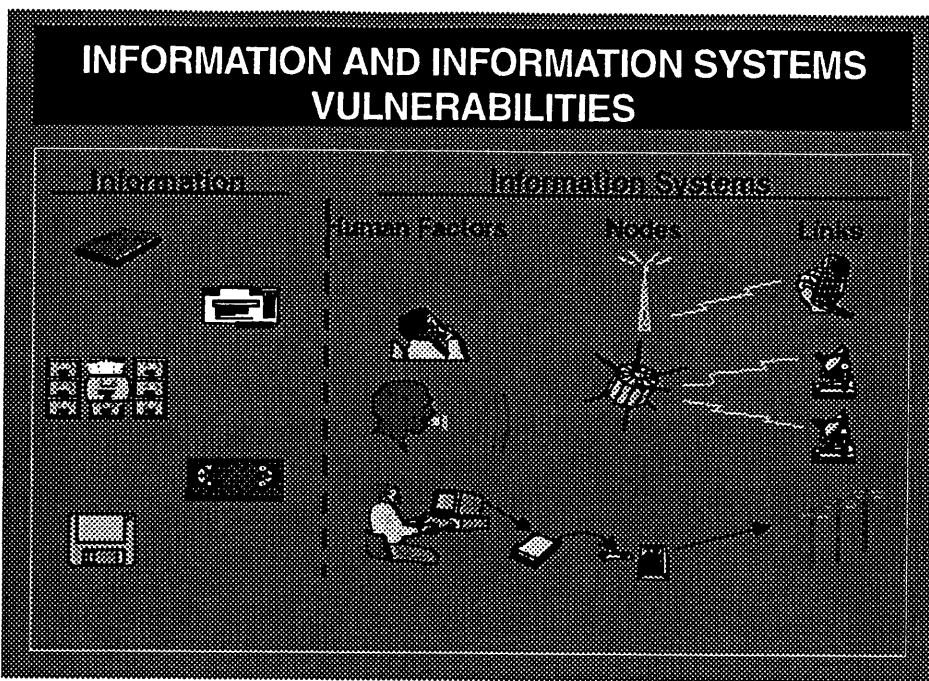 INFORMATION AND INFORMATION SYSTEMS
VULNERABILITIES
Information
Information Systems
Human Factors
Nodes
Links